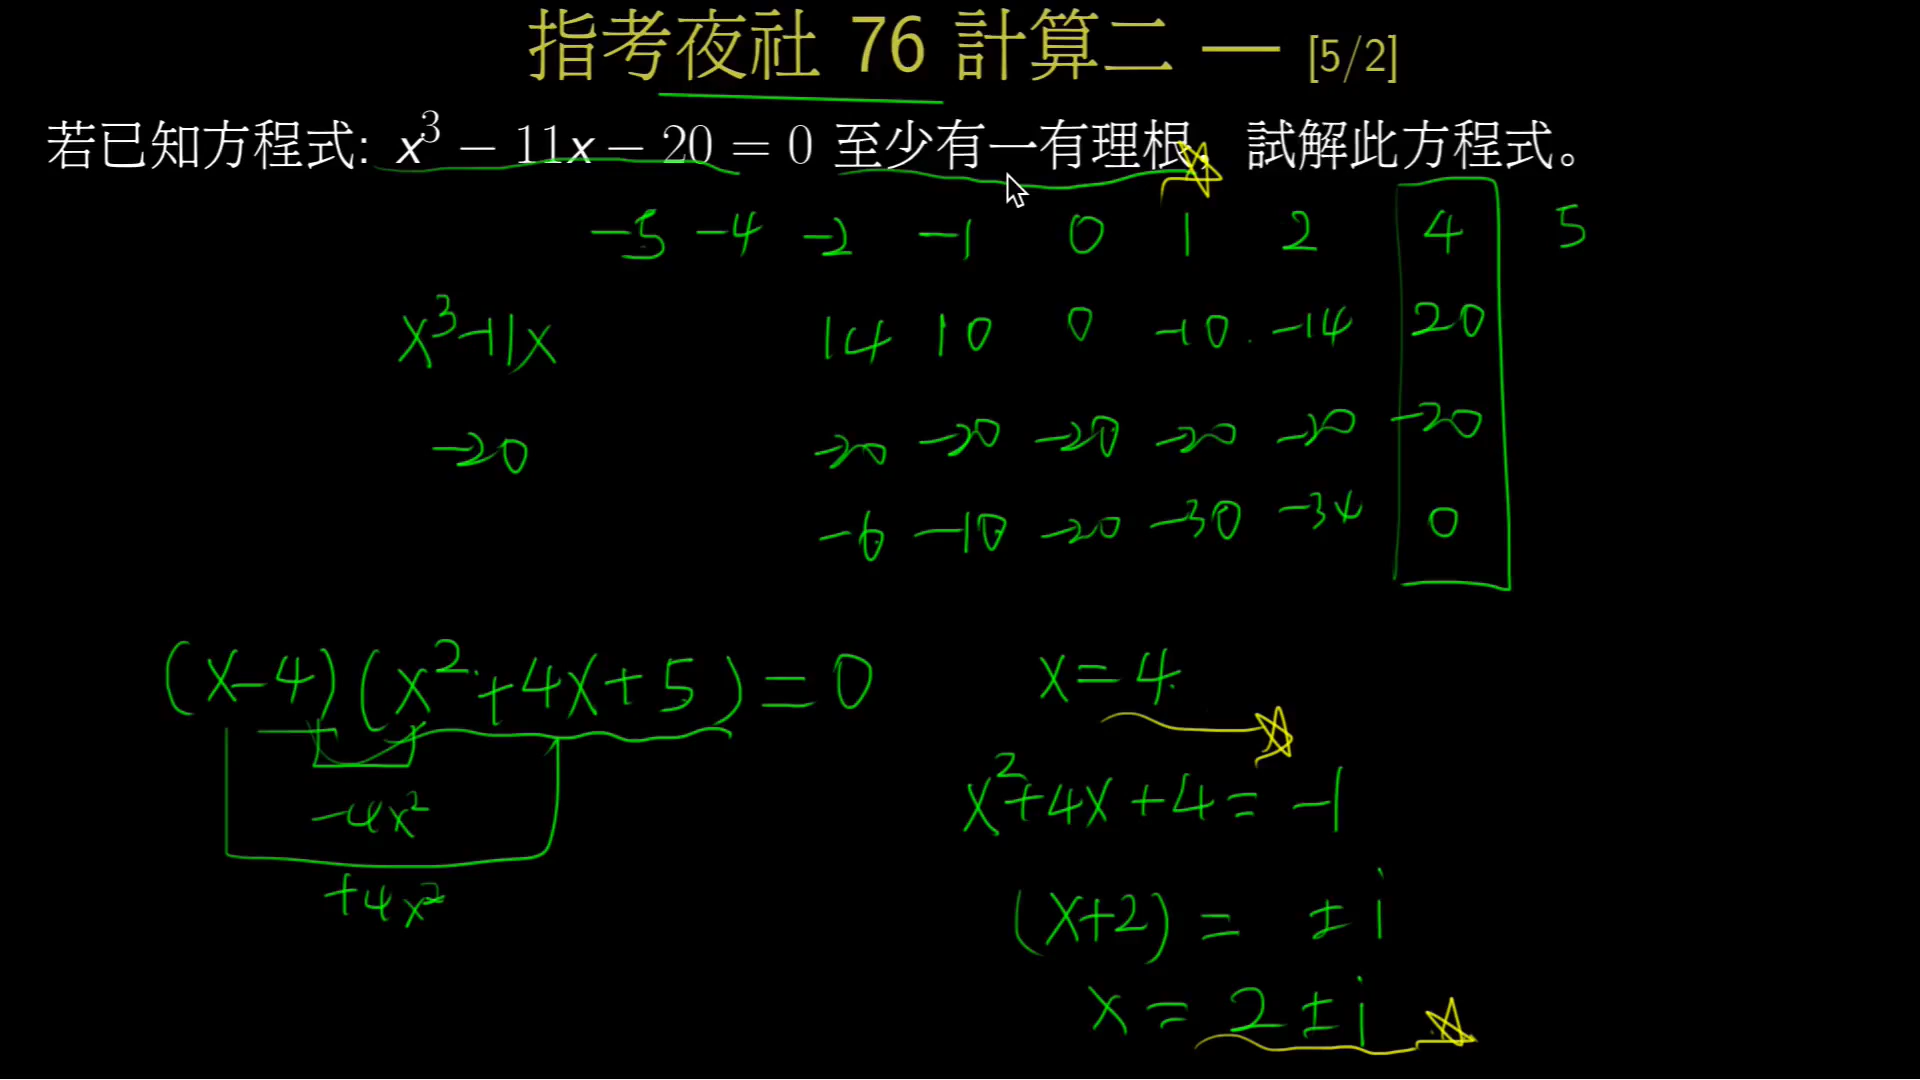 指考夜社 76 計算二 — [5/2]
若已知方程式: x³ − 11x − 20 = 0 至少有一有理根, 試解此方程式。
-5 -4 -2 -1 0 1 2 4 5
x³-11x 14 10 0 -10 -14 20
-20 -20 -20 -20 -20 -20 -20
-6 -10 -20 -30 -34 0
(x-4)(x²+4x+5)=0
-4x²
+4x²
x=4
x²+4x+4=-1
(x+2)= ±i
x=2±i